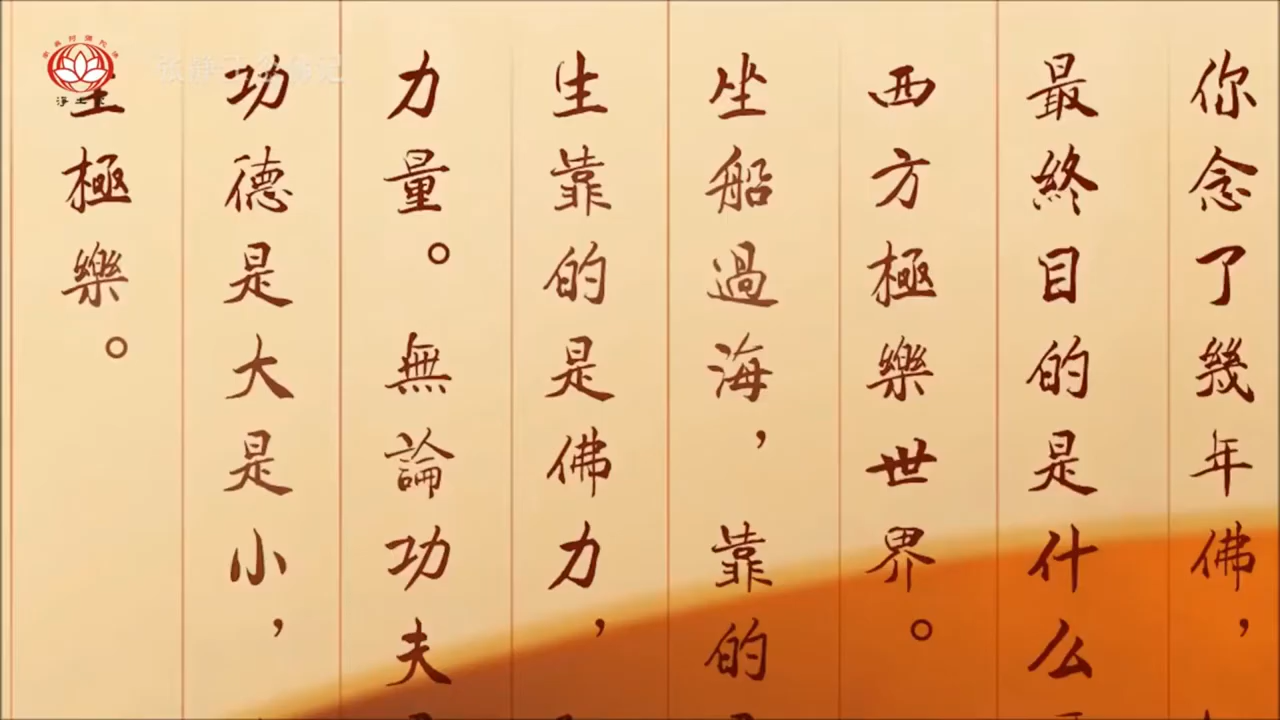 你念了幾年佛，
最終目的是什么
西方極樂世界。
坐船過海，靠的
生靠的是佛力，
力量。無論功夫
功德是大是小，
生極樂。